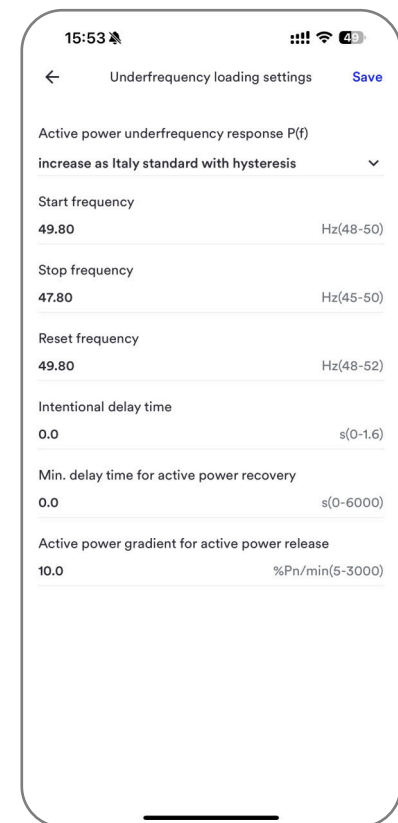 15:53 49
Underfrequency loading settings Save
Active power underfrequency response P(f)
increase as Italy standard with hysteresis
Start frequency
49.80 Hz(48-50)
Stop frequency
47.80 Hz(45-50)
Reset frequency
49.80 Hz(48-52)
Intentional delay time
0.0 s(0-1.6)
Min. delay time for active power recovery
0.0 s(0-6000)
Active power gradient for active power release
10.0 %Pn/min(5-3000)